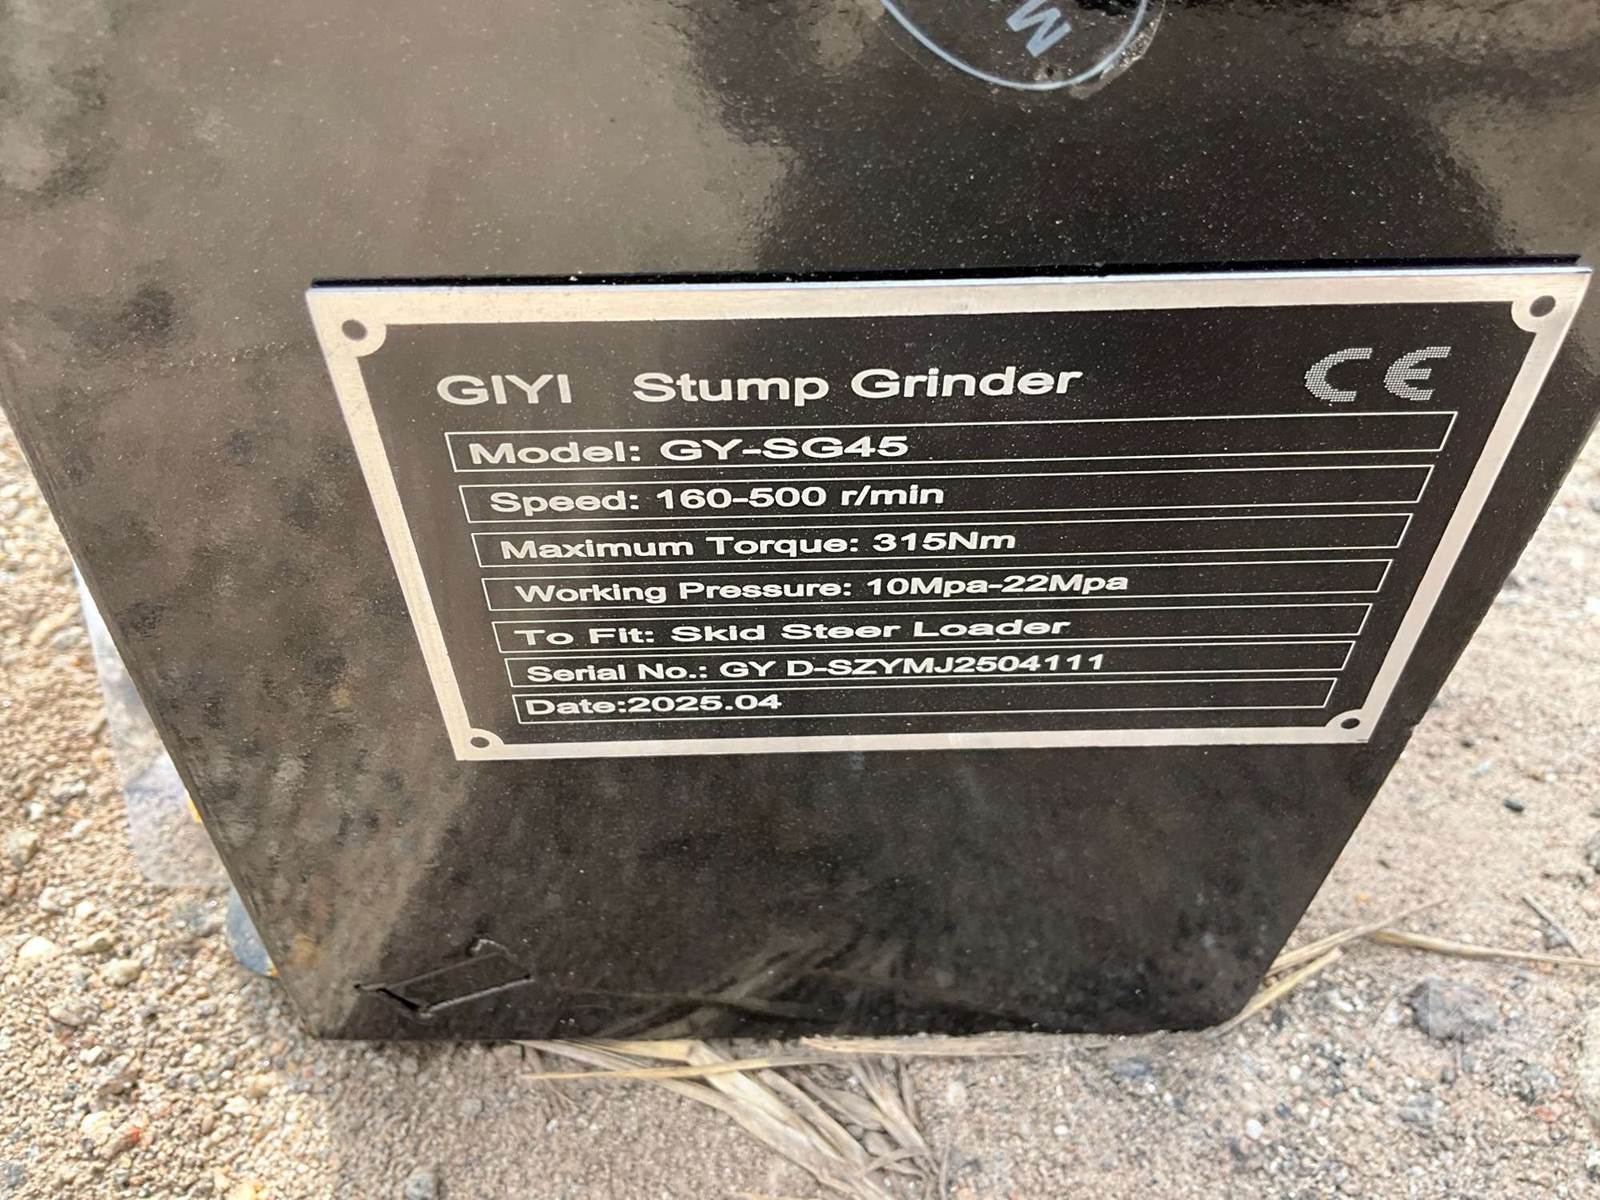 M
GIYI Stump Grinder CE
Model: GY-SG45
Speed: 160-500 r/min
Maximum Torque: 315Nm
Working Pressure: 10Mpa-22Mpa
To Fit: Skid Steer Loader
Serial No.: GY D-SZYMJ2504111
Date:2025.04